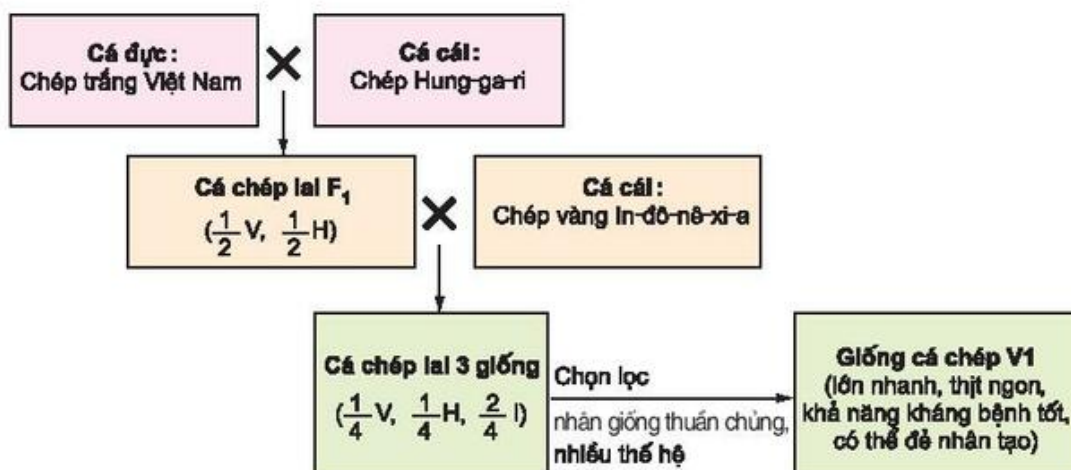 Cá đực :
Chép trắng Việt Nam
×
Cá cái :
Chép Hung-ga-ri
Cá chép lai F₁
(1/2 V, 1/2 H)
×
Cá cái :
Chép vàng In-đô-nê-xi-a
Cá chép lai 3 giống
(1/4 V, 1/4 H, 2/4 I)
Chọn lọc
nhân giống thuần chủng,
nhiều thế hệ
Giống cá chép V1
(lớn nhanh, thịt ngon,
khả năng kháng bệnh tốt,
có thể đẻ nhân tạo)